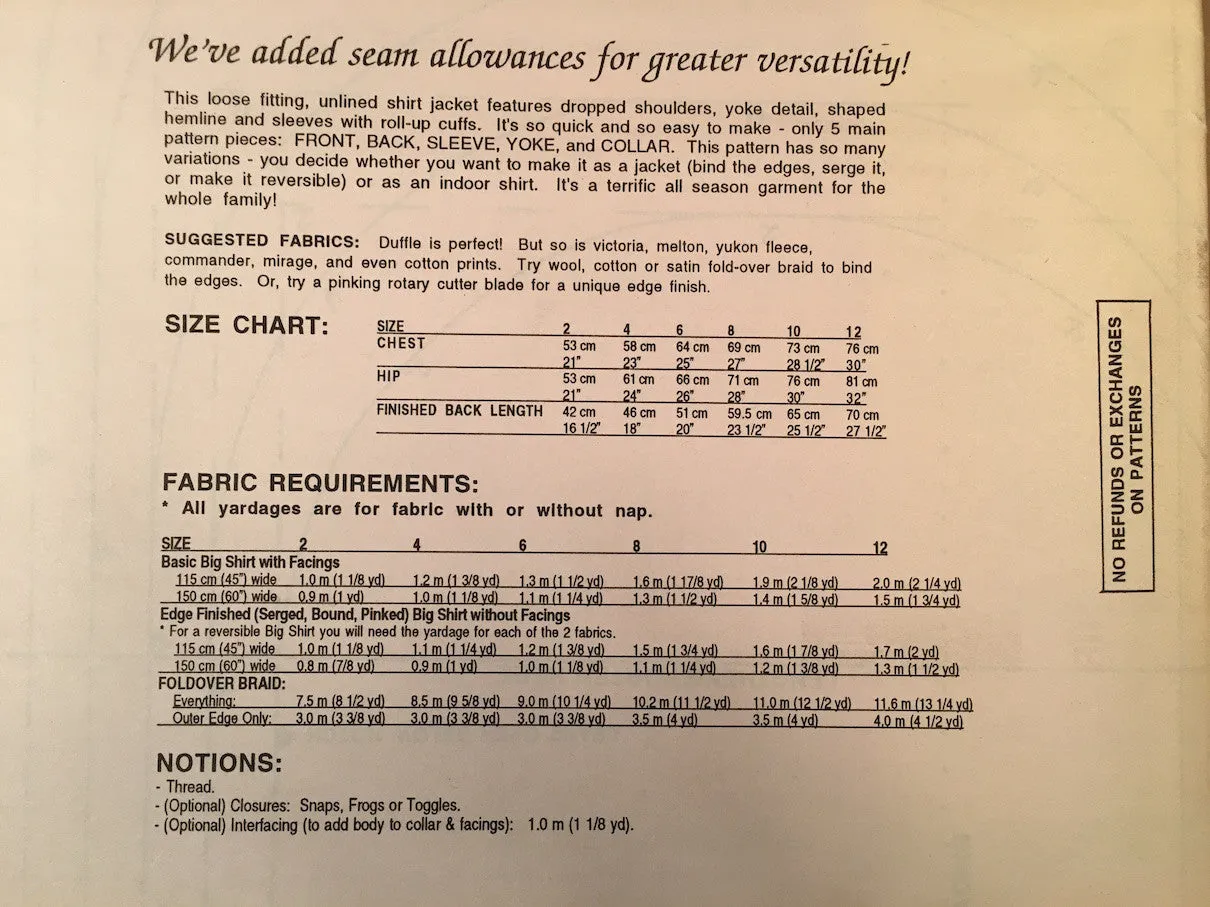 We've added seam allowances for greater versatility!
This loose fitting, unlined shirt jacket features dropped shoulders, yoke detail, shaped
hemline and sleeves with roll-up cuffs. It's so quick and so easy to make - only 5 main
pattern pieces: FRONT, BACK, SLEEVE, YOKE, and COLLAR. This pattern has so many
variations - you decide whether you want to make it as a jacket (bind the edges, serge it,
or make it reversible) or as an indoor shirt. It's a terrific all season garment for the
whole family!
SUGGESTED FABRICS: Duffle is perfect! But so is victoria, melton, yukon fleece,
commander, mirage, and even cotton prints. Try wool, cotton or satin fold-over braid to bind
the edges. Or, try a pinking rotary cutter blade for a unique edge finish.
SIZE CHART:
SIZE 2 4 6 8 10 12
CHEST 53 cm 58 cm 64 cm 69 cm 73 cm 76 cm
21" 23" 25" 27" 28 1/2" 30"
HIP 53 cm 61 cm 66 cm 71 cm 76 cm 81 cm
21" 24" 26" 28" 30" 32"
FINISHED BACK LENGTH 42 cm 46 cm 51 cm 59.5 cm 65 cm 70 cm
16 1/2" 18" 20" 23 1/2" 25 1/2" 27 1/2"
FABRIC REQUIREMENTS:
* All yardages are for fabric with or without nap.
SIZE 2 4 6 8 10 12
Basic Big Shirt with Facings
115 cm (45") wide 1.0 m (1 1/8 yd) 1.2 m (1 3/8 yd) 1.3 m (1 1/2 yd) 1.6 m (1 17/8 yd) 1.9 m (2 1/8 yd) 2.0 m (2 1/4 yd)
150 cm (60") wide 0.9 m (1 yd) 1.0 m (1 1/8 yd) 1.1 m (1 1/4 yd) 1.3 m (1 1/2 yd) 1.4 m (1 5/8 yd) 1.5 m (1 3/4 yd)
Edge Finished (Serged, Bound, Pinked) Big Shirt without Facings
* For a reversible Big Shirt you will need the yardage for each of the 2 fabrics.
115 cm (45") wide 1.0 m (1 1/8 yd) 1.1 m (1 1/4 yd) 1.2 m (1 3/8 yd) 1.5 m (1 3/4 yd) 1.6 m (1 7/8 yd) 1.7 m (2 yd)
150 cm (60") wide 0.8 m (7/8 yd) 0.9 m (1 yd) 1.0 m (1 1/8 yd) 1.1 m (1 1/4 yd) 1.2 m (1 3/8 yd) 1.3 m (1 1/2 yd)
FOLDOVER BRAID:
Everything: 7.5 m (8 1/2 yd) 8.5 m (9 5/8 yd) 9.0 m (10 1/4 yd) 10.2 m (11 1/2 yd) 11.0 m (12 1/2 yd) 11.6 m (13 1/4 yd)
Outer Edge Only: 3.0 m (3 3/8 yd) 3.0 m (3 3/8 yd) 3.0 m (3 3/8 yd) 3.5 m (4 yd) 3.5 m (4 yd) 4.0 m (4 1/2 yd)
NOTIONS:
- Thread.
- (Optional) Closures: Snaps, Frogs or Toggles.
- (Optional) Interfacing (to add body to collar & facings): 1.0 m (1 1/8 yd).
NO REFUNDS OR EXCHANGES
ON PATTERNS